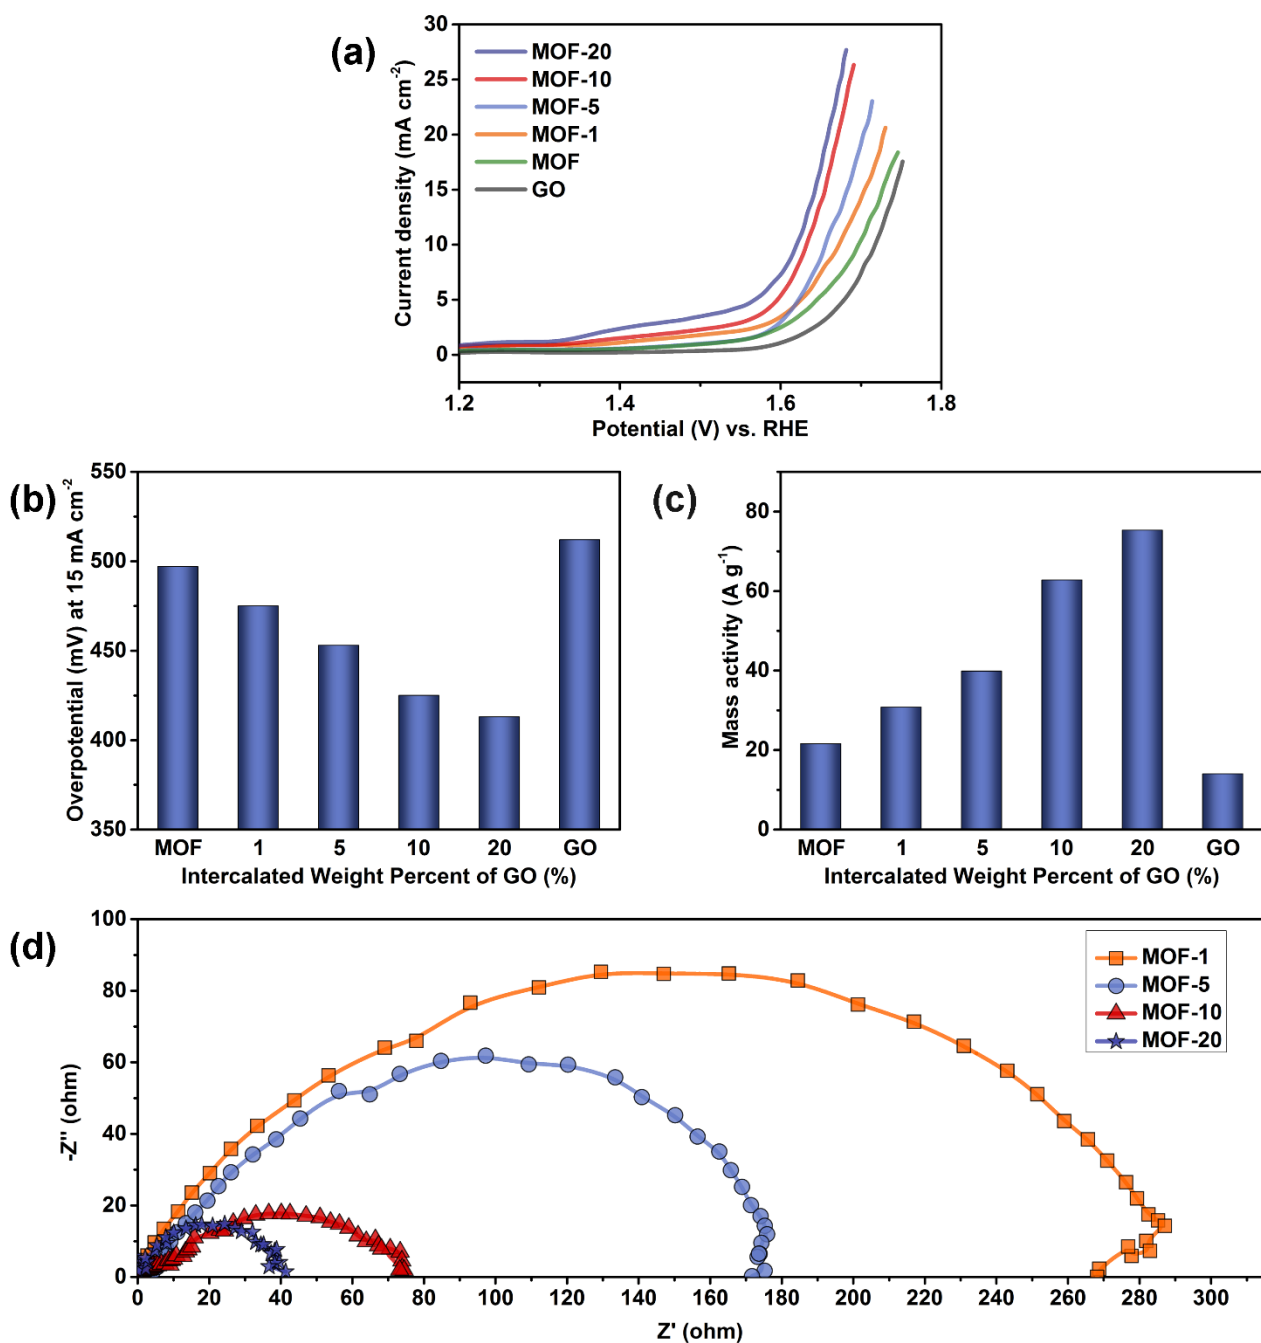 (a)
30
25
20
15
10
5
0
Current density (mA cm⁻²)
MOF-20
MOF-10
MOF-5
MOF-1
MOF
GO
1.2 1.4 1.6 1.8
Potential (V) vs. RHE
(b)
550
500
450
400
350
Overpotential (mV) at 15 mA cm⁻²
MOF 1 5 10 20 GO
Intercalated Weight Percent of GO (%)
(c)
80
60
40
20
0
Mass activity (A g⁻¹)
MOF 1 5 10 20 GO
Intercalated Weight Percent of GO (%)
(d)
100
80
60
40
20
0
-Z'' (ohm)
MOF-1
MOF-5
MOF-10
MOF-20
0 20 40 60 80 100 120 140 160 180 200 220 240 260 280 300
Z' (ohm)